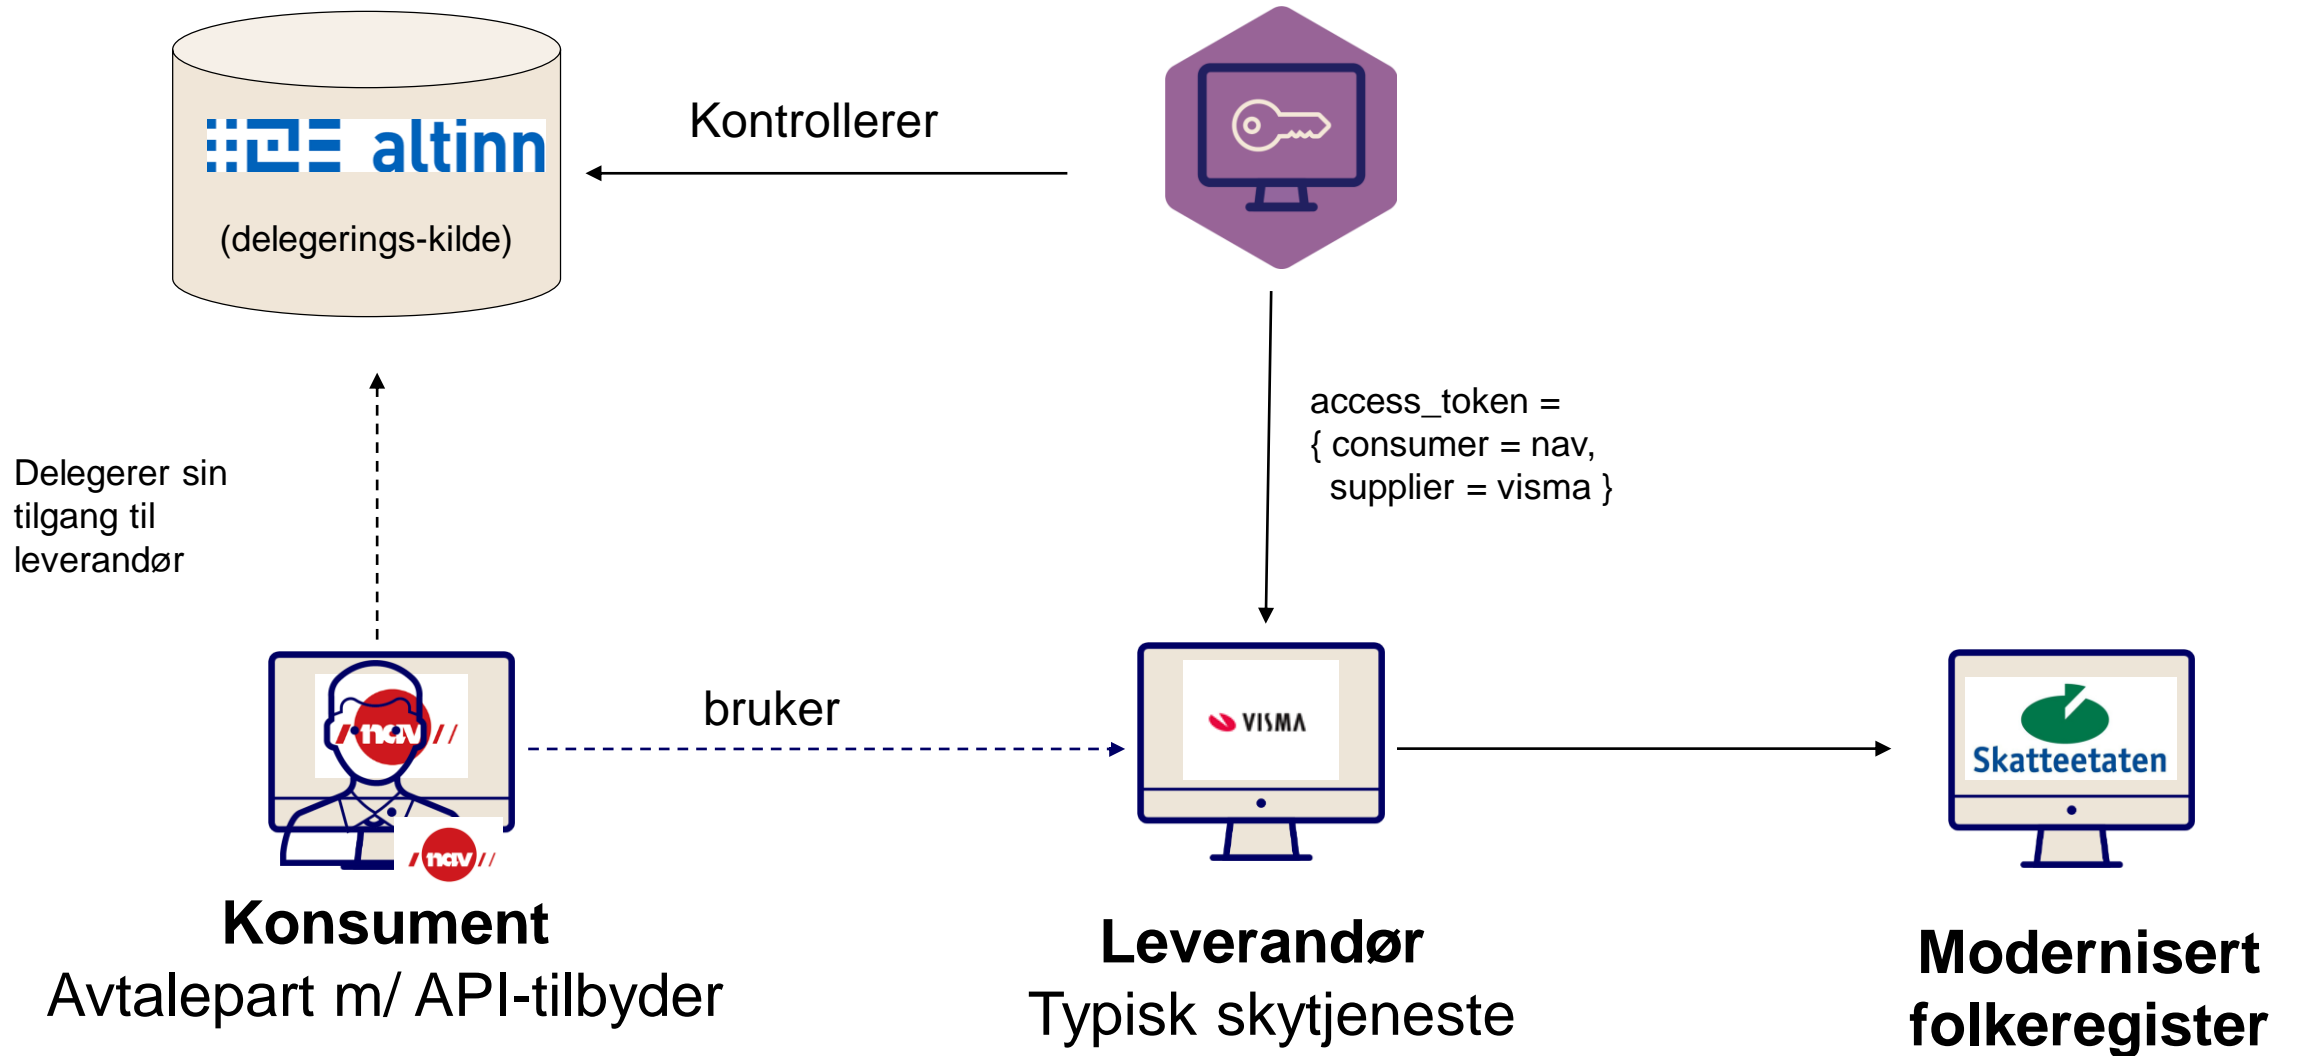 altinn
(delegerings-kilde)
Kontrollerer
access_token =
{ consumer = nav,
supplier = visma }
Delegerer sin
tilgang til
leverandør
nav
bruker
VISMA
Skatteetaten
nav
Konsument
Avtalepart m/ API-tilbyder
Leverandør
Typisk skytjeneste
Modernisert
folkeregister